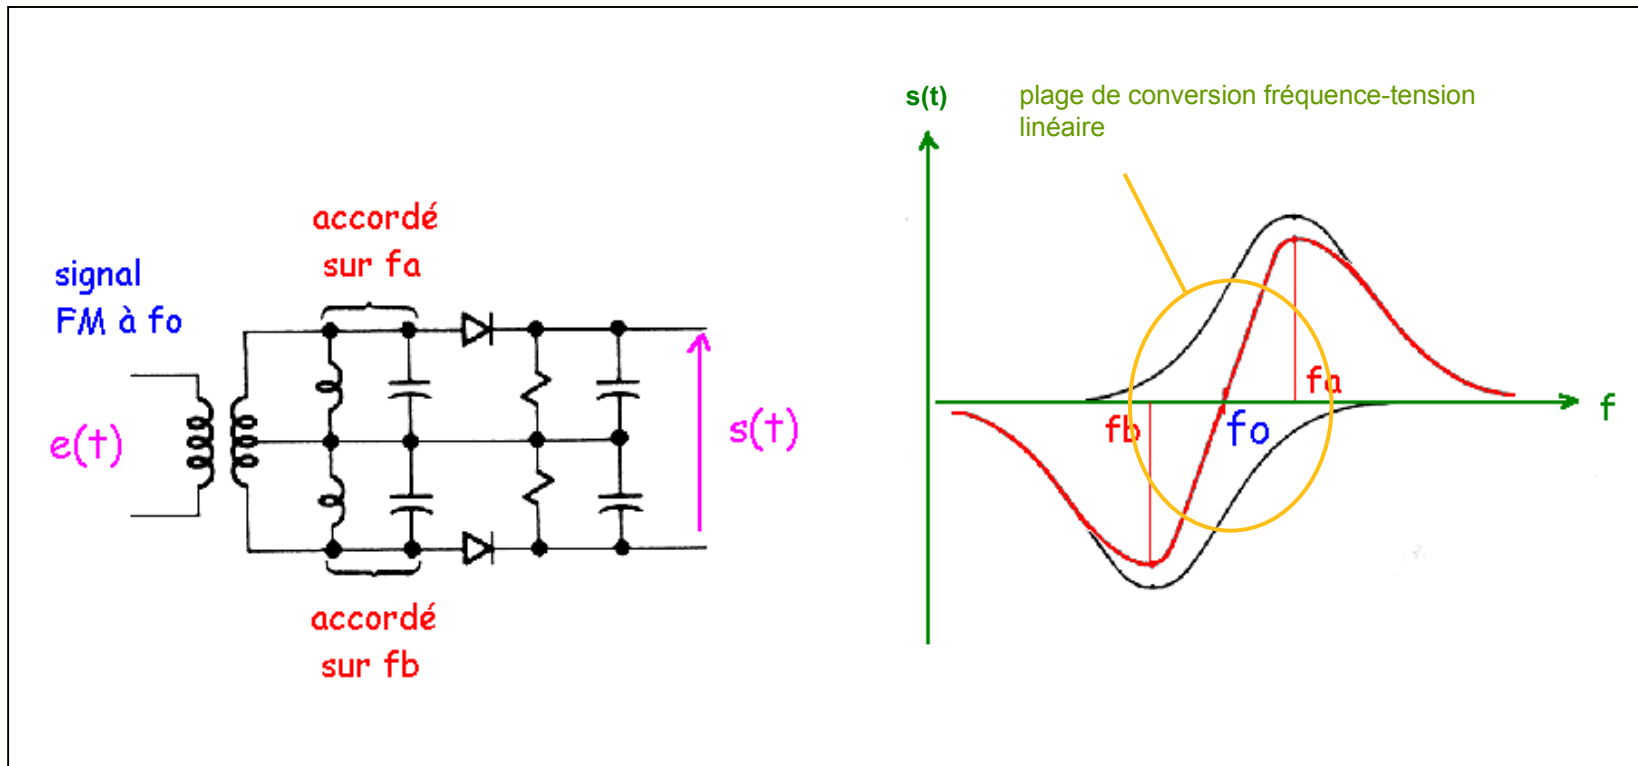 signal
FM à fo
e(t)
accordé
sur fa
accordé
sur fb
s(t)
s(t)
plage de conversion fréquence-tension
linéaire
fa
fb
fo
f